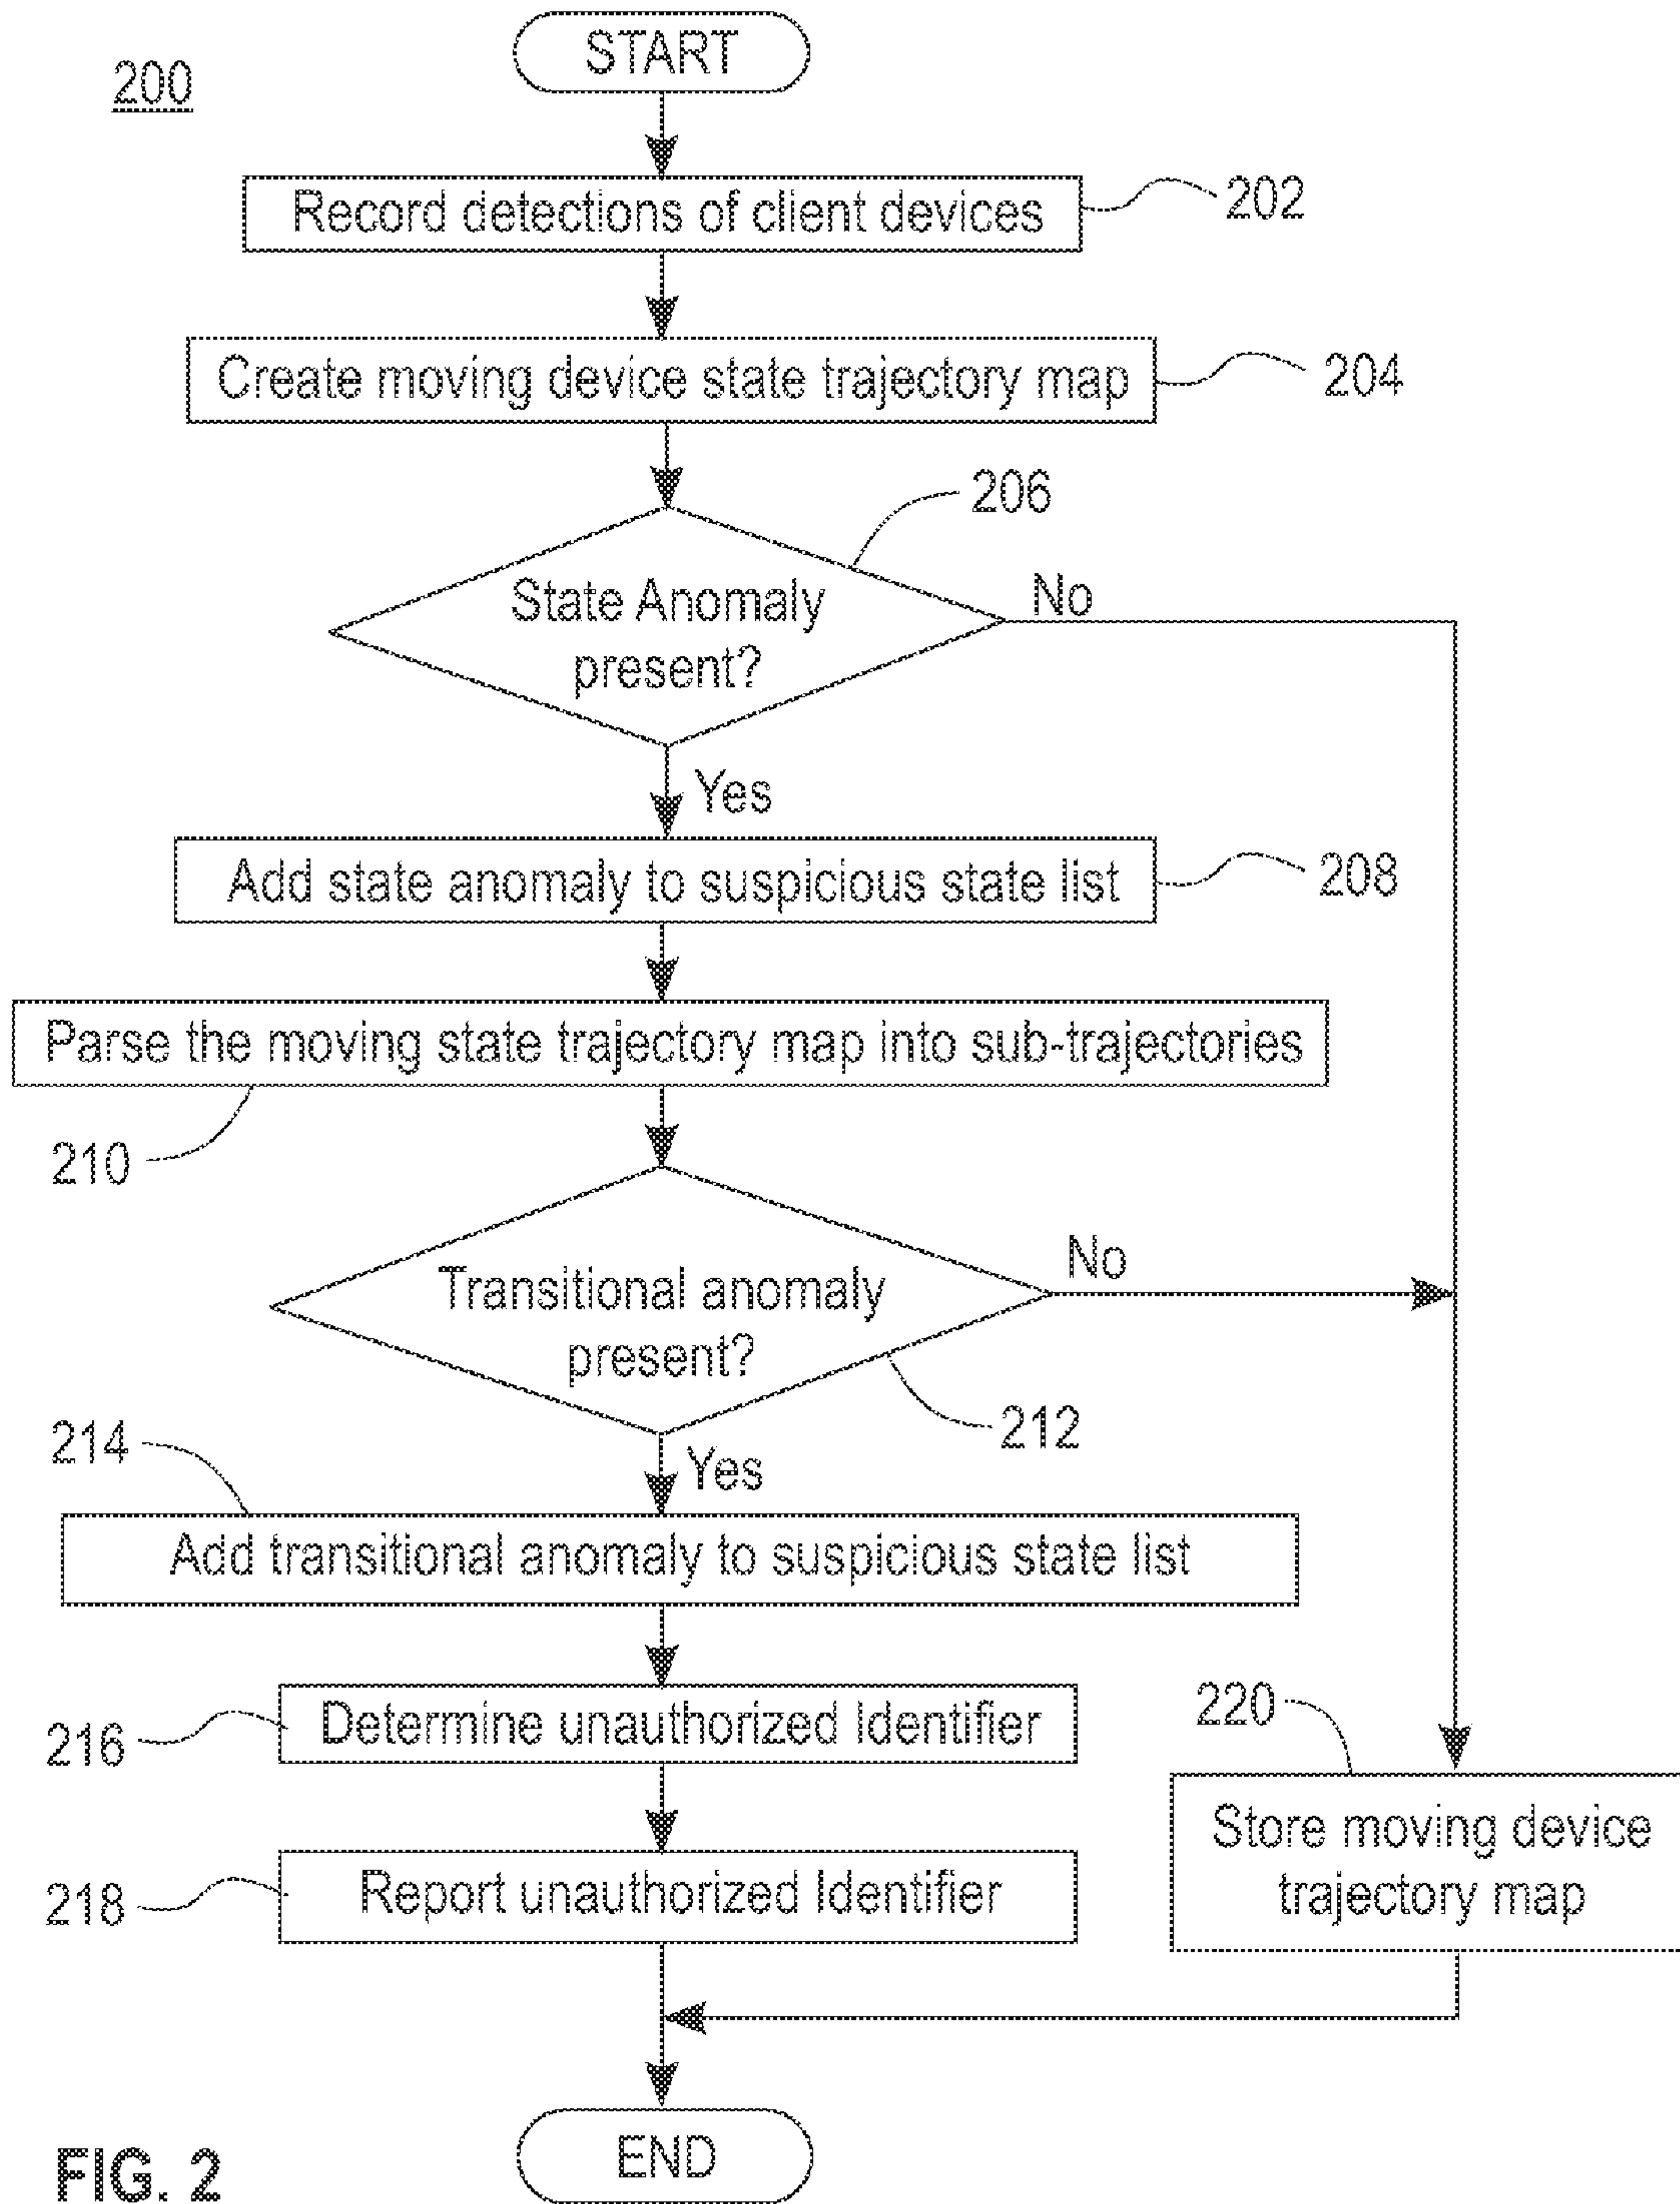 START
200
Record detections of client devices
202
Create moving device state trajectory map
204
206
State Anomaly
present?
No
Yes
Add state anomaly to suspicious state list
208
Parse the moving state trajectory map into sub-trajectories
210
Transitional anomaly
present?
No
212
214
Yes
Add transitional anomaly to suspicious state list
Determine unauthorized Identifier
216
220
Store moving device
trajectory map
Report unauthorized Identifier
218
END
FIG. 2